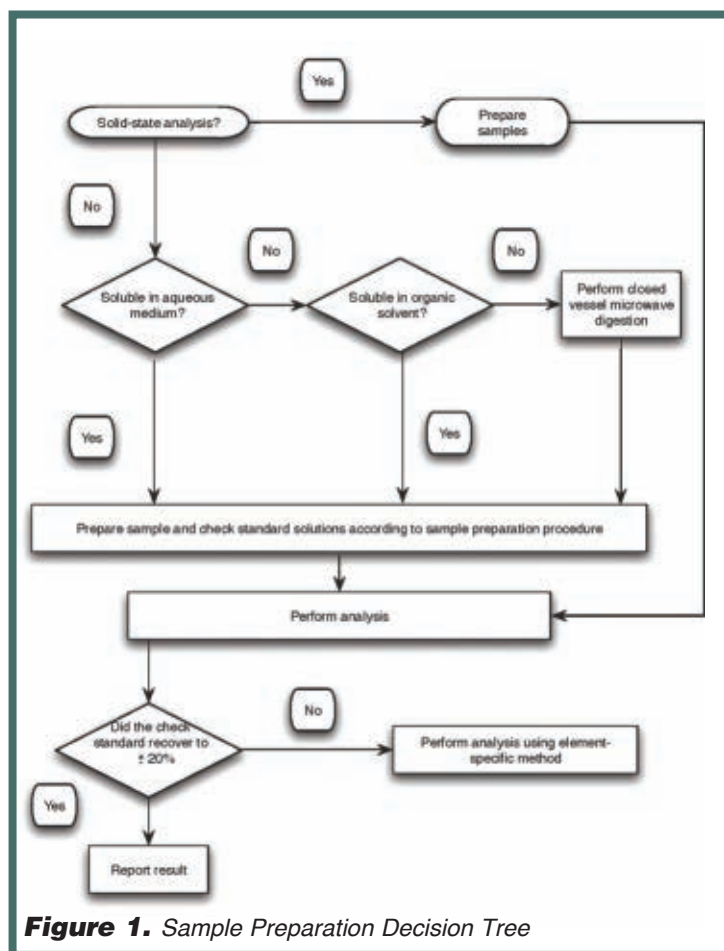 Yes
Solid-state analysis?
Prepare
samples
No
No
No
Soluble in aqueous
medium?
Soluble in organic
solvent?
Perform closed
vessel microwave
digestion
Yes
Yes
Prepare sample and check standard solutions according to sample preparation procedure
Perform analysis
Did the check
standard recover to
± 20%
No
Perform analysis using element-
specific method
Yes
Report result
Figure 1. Sample Preparation Decision Tree